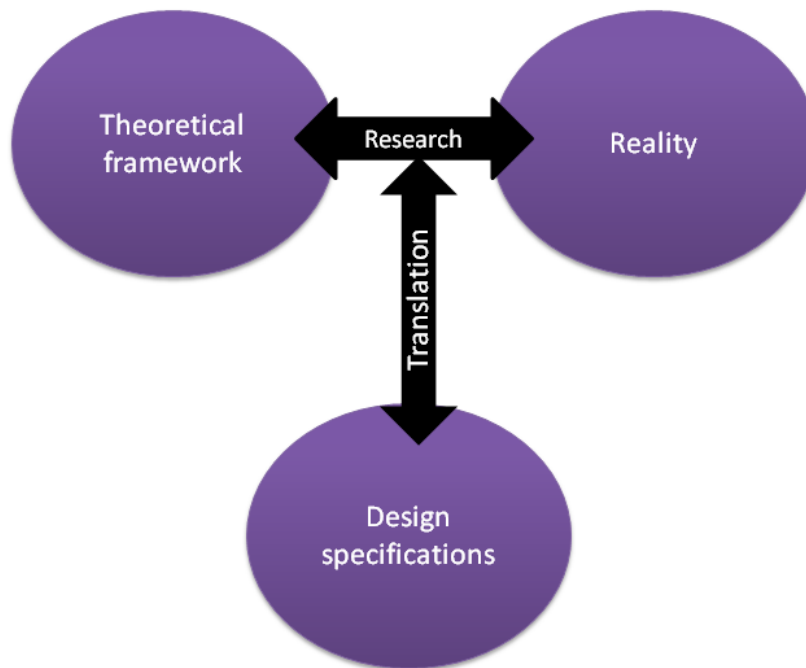 Theoretical
framework
Research
Reality
Translation
Design
specifications